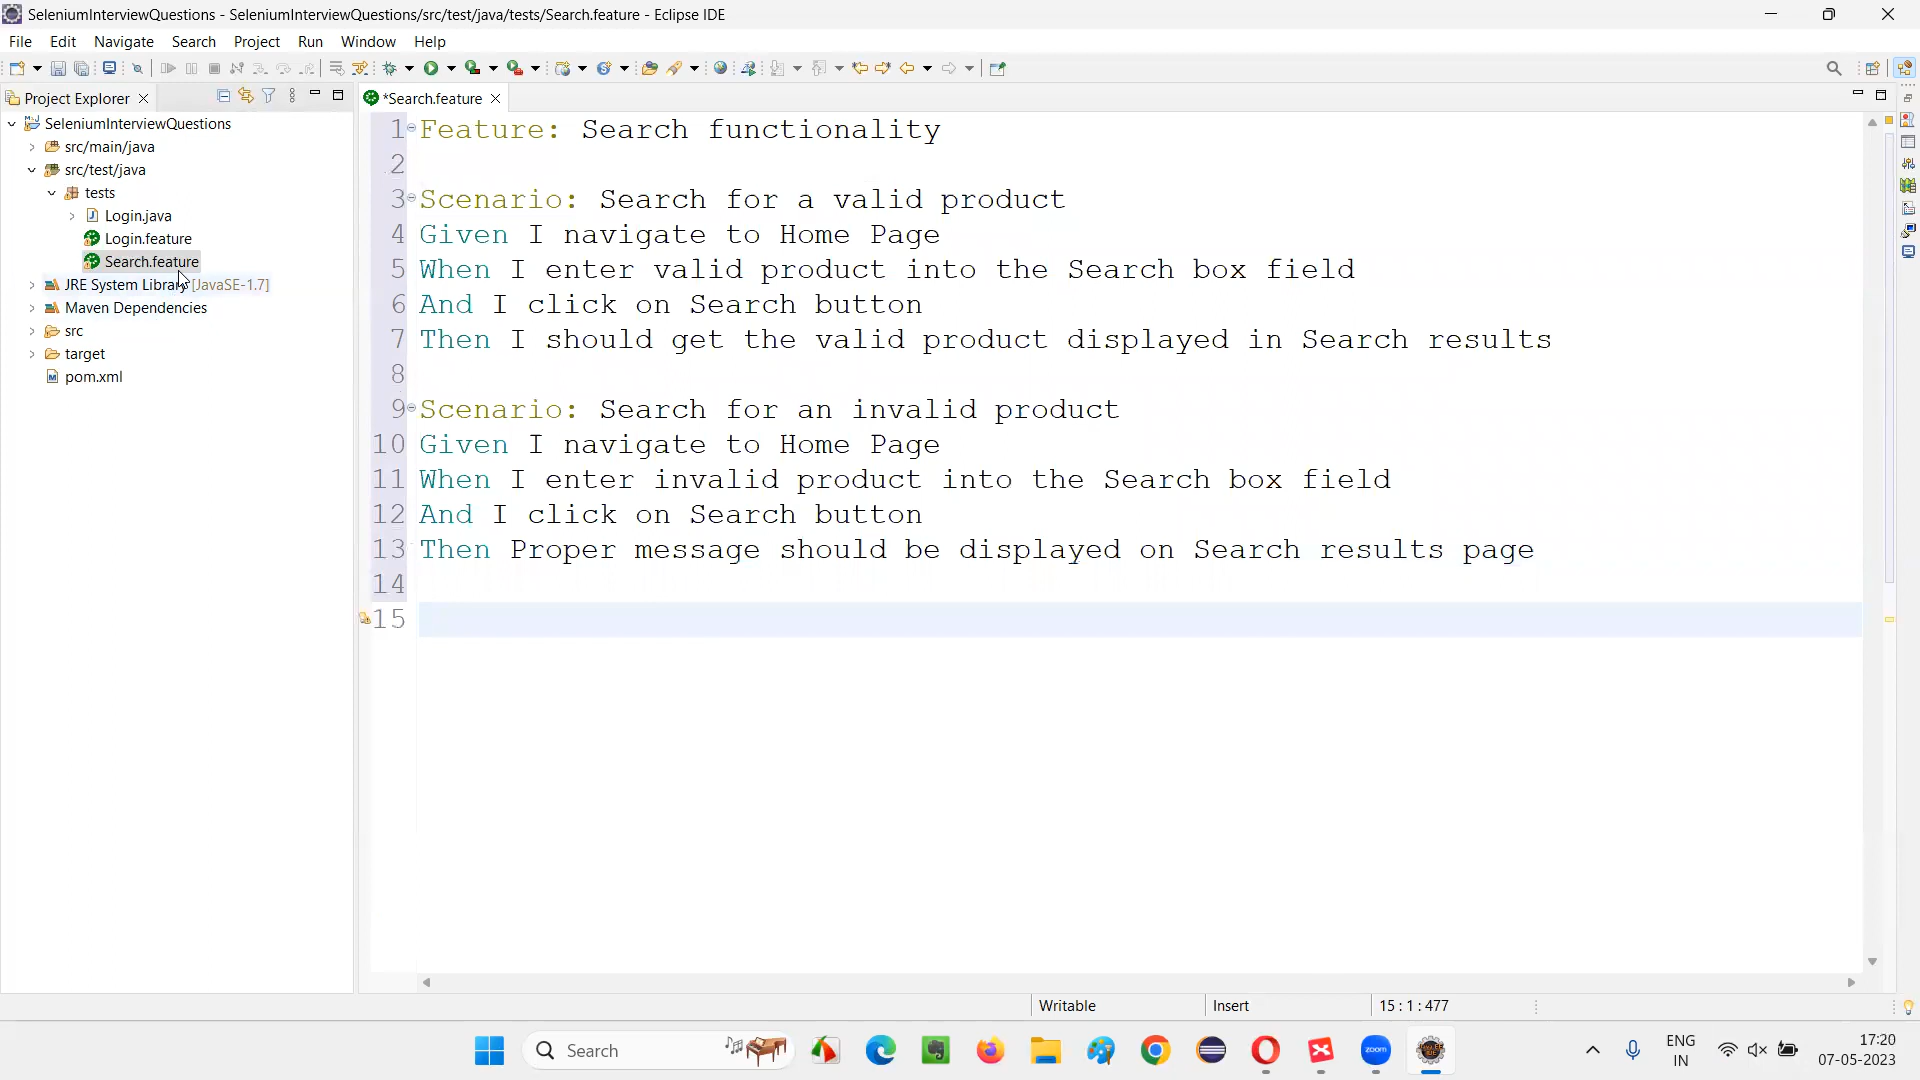 SeleniumInterviewQuestions - SeleniumInterviewQuestions/src/test/java/tests/Search.feature - Eclipse IDE
File Edit Navigate Search Project Run Window Help
Project Explorer
*Search.feature
SeleniumInterviewQuestions
src/main/java
src/test/java
tests
Login.java
Login.feature
Search.feature
JRE System Library [JavaSE-1.7]
Maven Dependencies
src
target
pom.xml
1 Feature: Search functionality
2
3 Scenario: Search for a valid product
4 Given I navigate to Home Page
5 When I enter valid product into the Search box field
6 And I click on Search button
7 Then I should get the valid product displayed in Search results
8
9 Scenario: Search for an invalid product
10 Given I navigate to Home Page
11 When I enter invalid product into the Search box field
12 And I click on Search button
13 Then Proper message should be displayed on Search results page
14
15
Writable Insert 15 : 1 : 477
Search
zoom
ENG
IN
17:20
07-05-2023